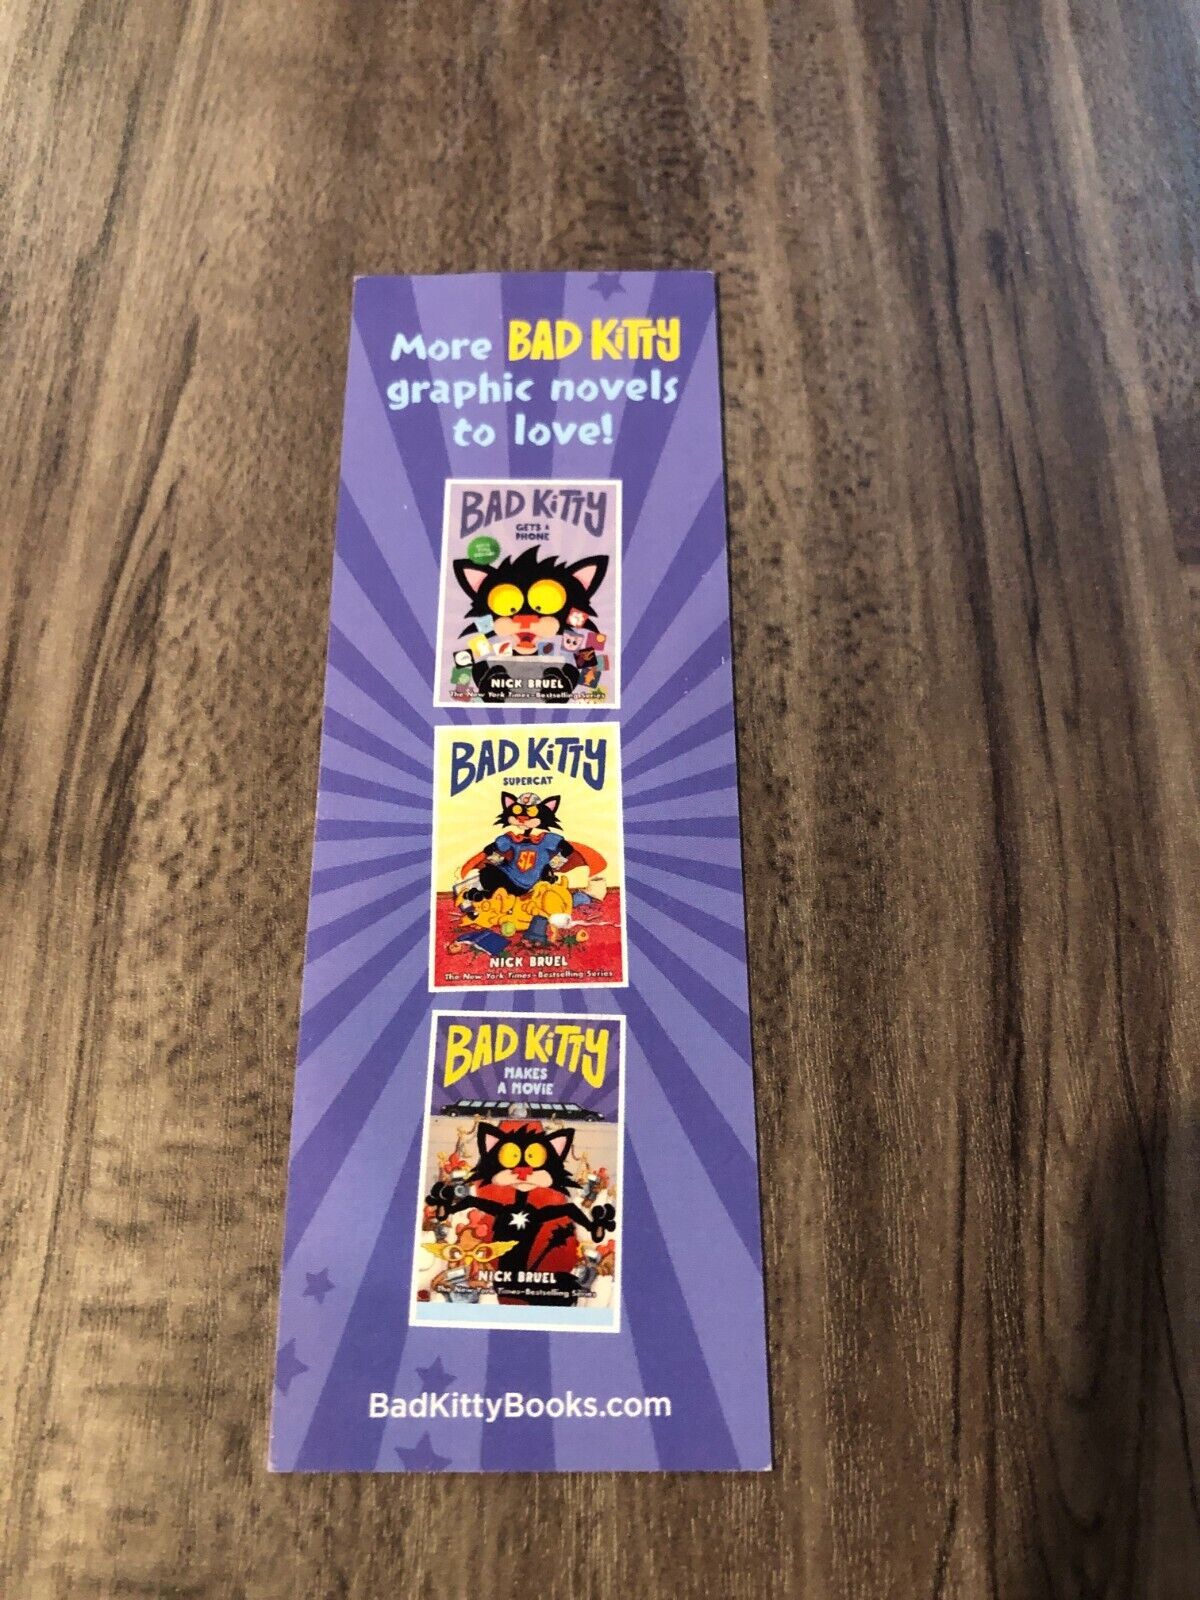 More BAD KiTTY
graphic novels
to love!
BAD KiTTY
GETS A
PHONE
NICK BRUEL
The New York Times-Bestselling Series
BAD KiTTY
SUPERCAT
SC
NICK BRUEL
The New York Times-Bestselling Series
BAD KiTTY
MAKES
A MOViE
NICK BRUEL
The New York Times-Bestselling Series
BadKittyBooks.com